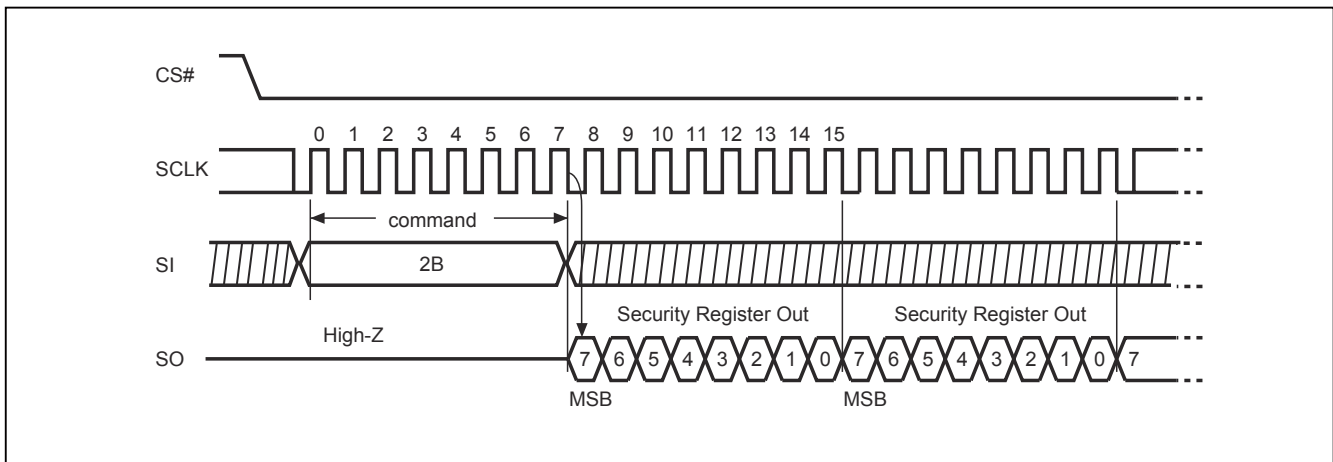 CS#
0 1 2 3 4 5 6 7 8 9 10 11 12 13 14 15
SCLK
command
SI
2B
Security Register Out Security Register Out
High-Z
SO
7 6 5 4 3 2 1 0 7 6 5 4 3 2 1 0 7
MSB MSB